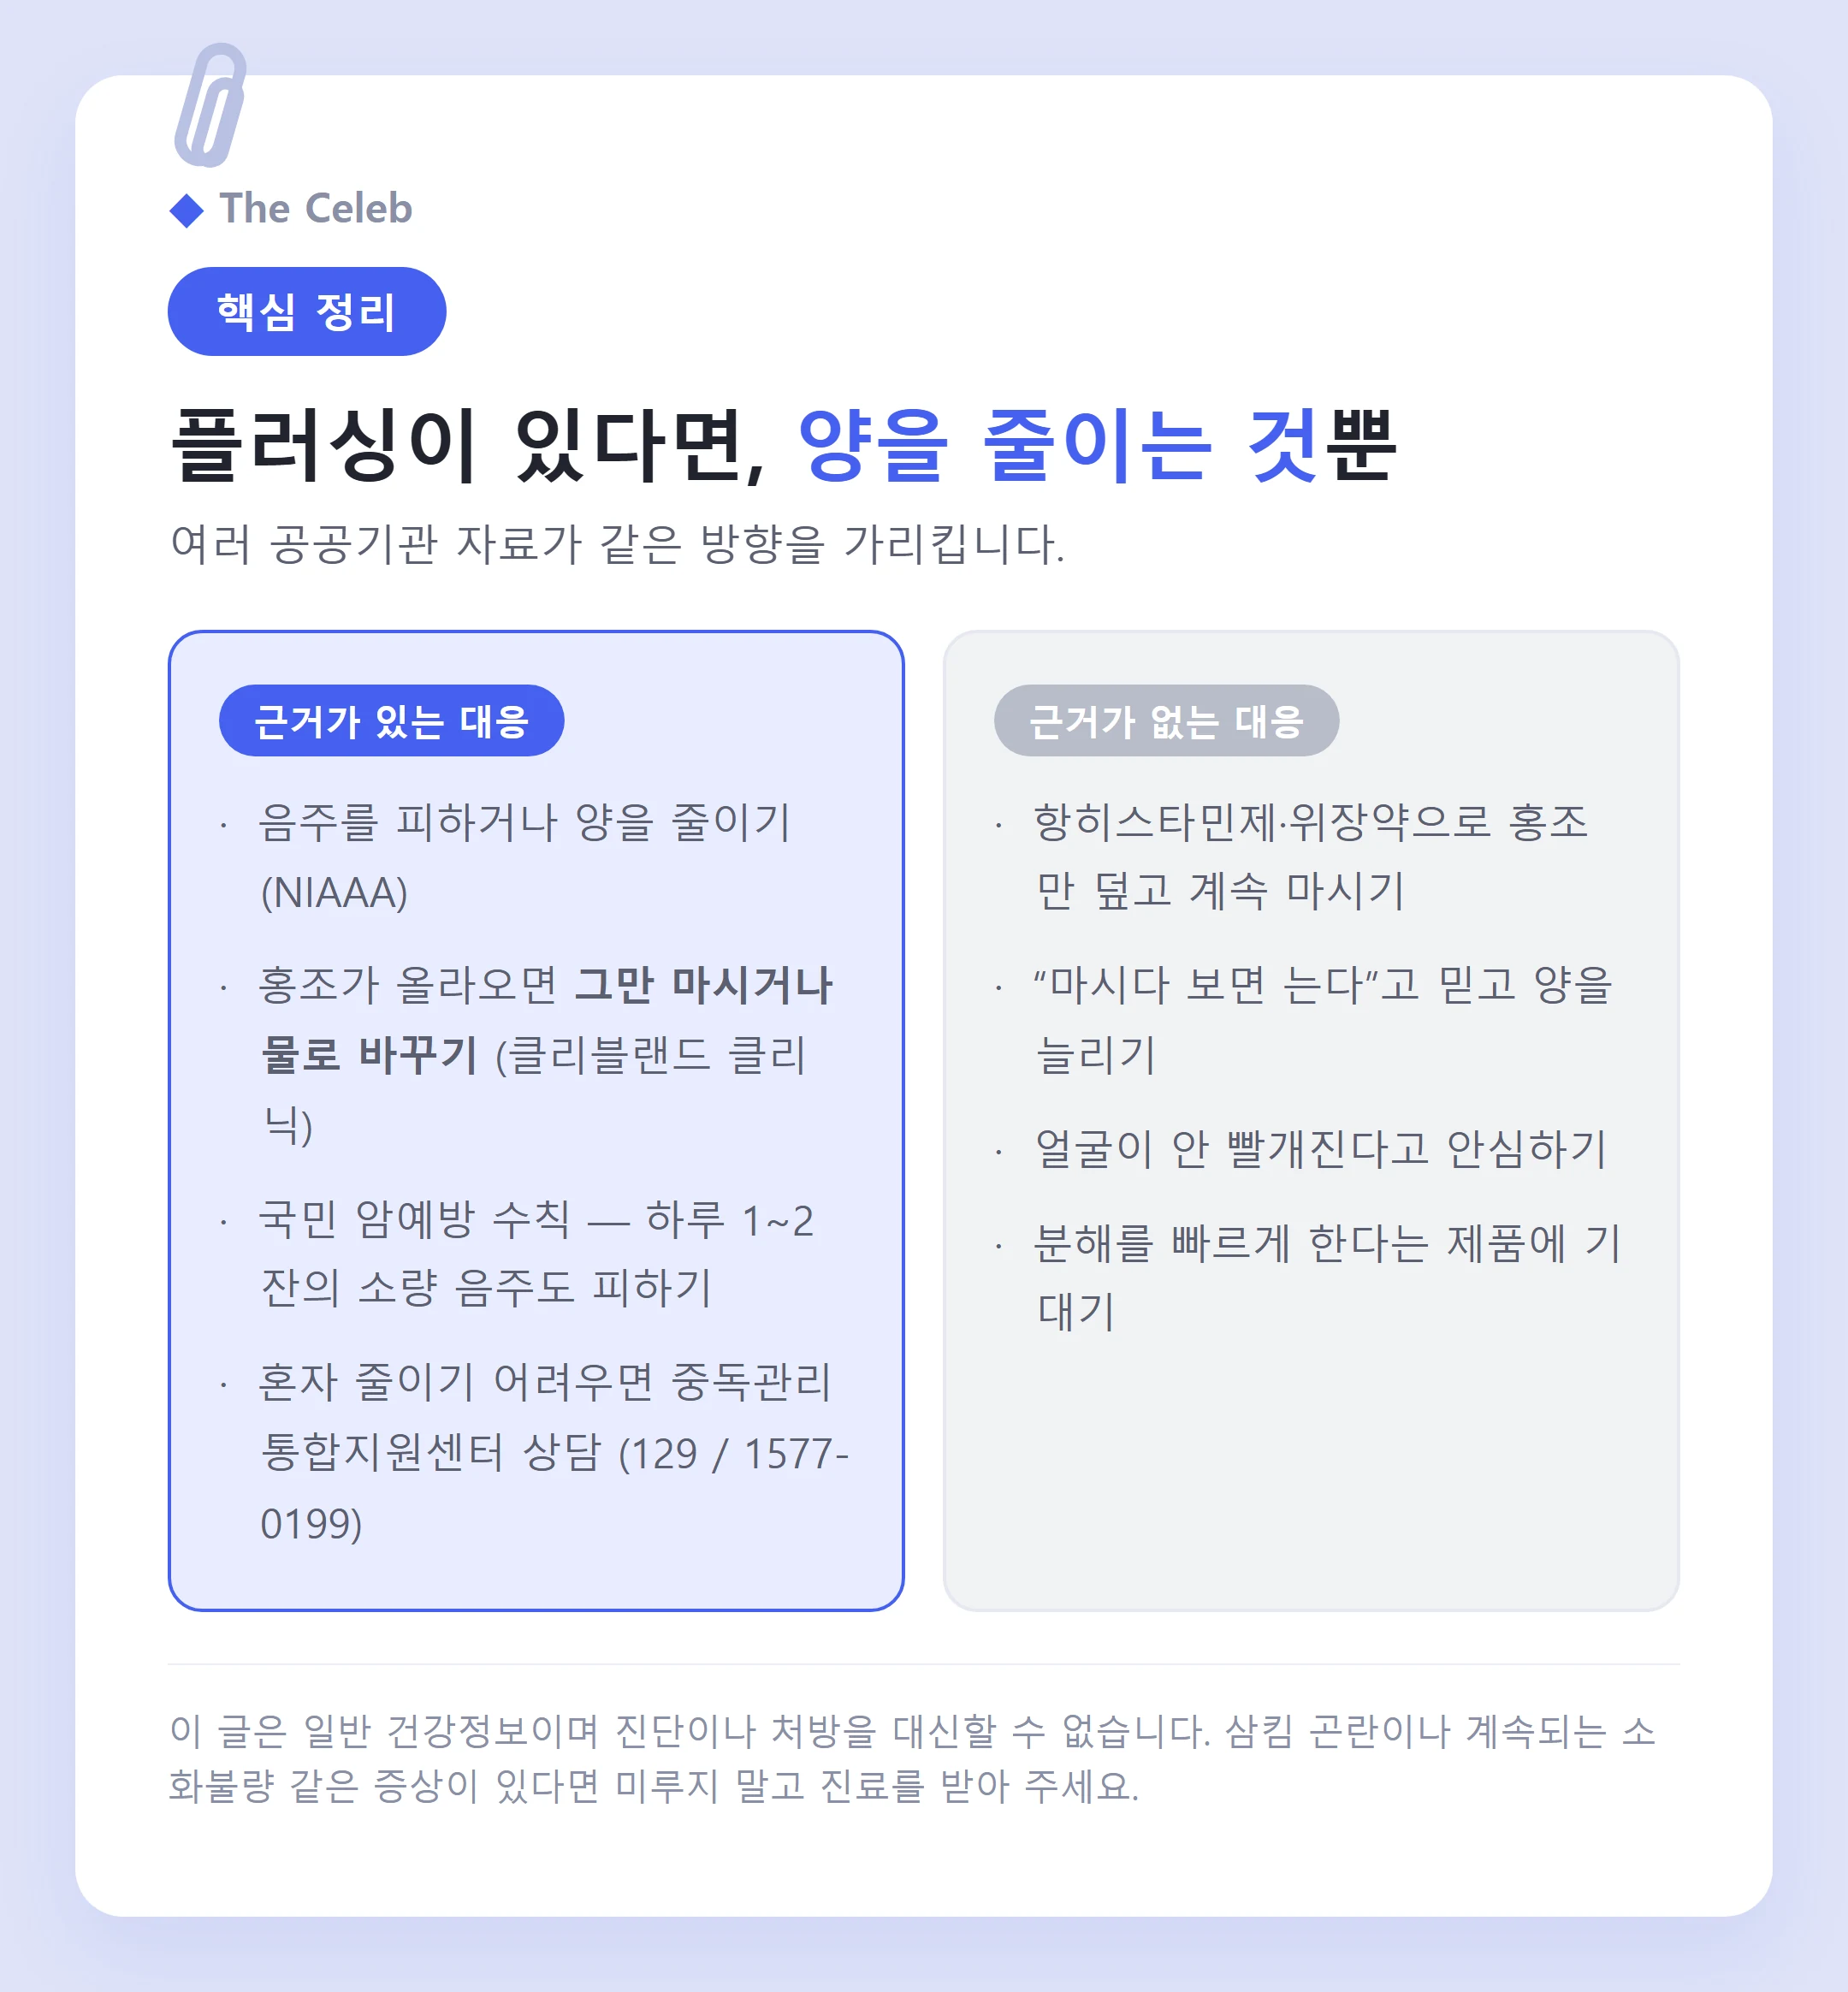 The Celeb
핵심 정리
플러싱이 있다면, 양을 줄이는 것뿐
여러 공공기관 자료가 같은 방향을 가리킵니다.
근거가 있는 대응
· 음주를 피하거나 양을 줄이기
(NIAAA)
· 홍조가 올라오면 그만 마시거나
물로 바꾸기 (클리블랜드 클리
닉)
· 국민 암예방 수칙 — 하루 1~2
잔의 소량 음주도 피하기
· 혼자 줄이기 어려우면 중독관리
통합지원센터 상담 (129 / 1577-
0199)
근거가 없는 대응
· 항히스타민제·위장약으로 홍조
만 덮고 계속 마시기
· “마시다 보면 는다”고 믿고 양을
늘리기
· 얼굴이 안 빨개진다고 안심하기
· 분해를 빠르게 한다는 제품에 기
대기
이 글은 일반 건강정보이며 진단이나 처방을 대신할 수 없습니다. 삼킴 곤란이나 계속되는 소
화불량 같은 증상이 있다면 미루지 말고 진료를 받아 주세요.